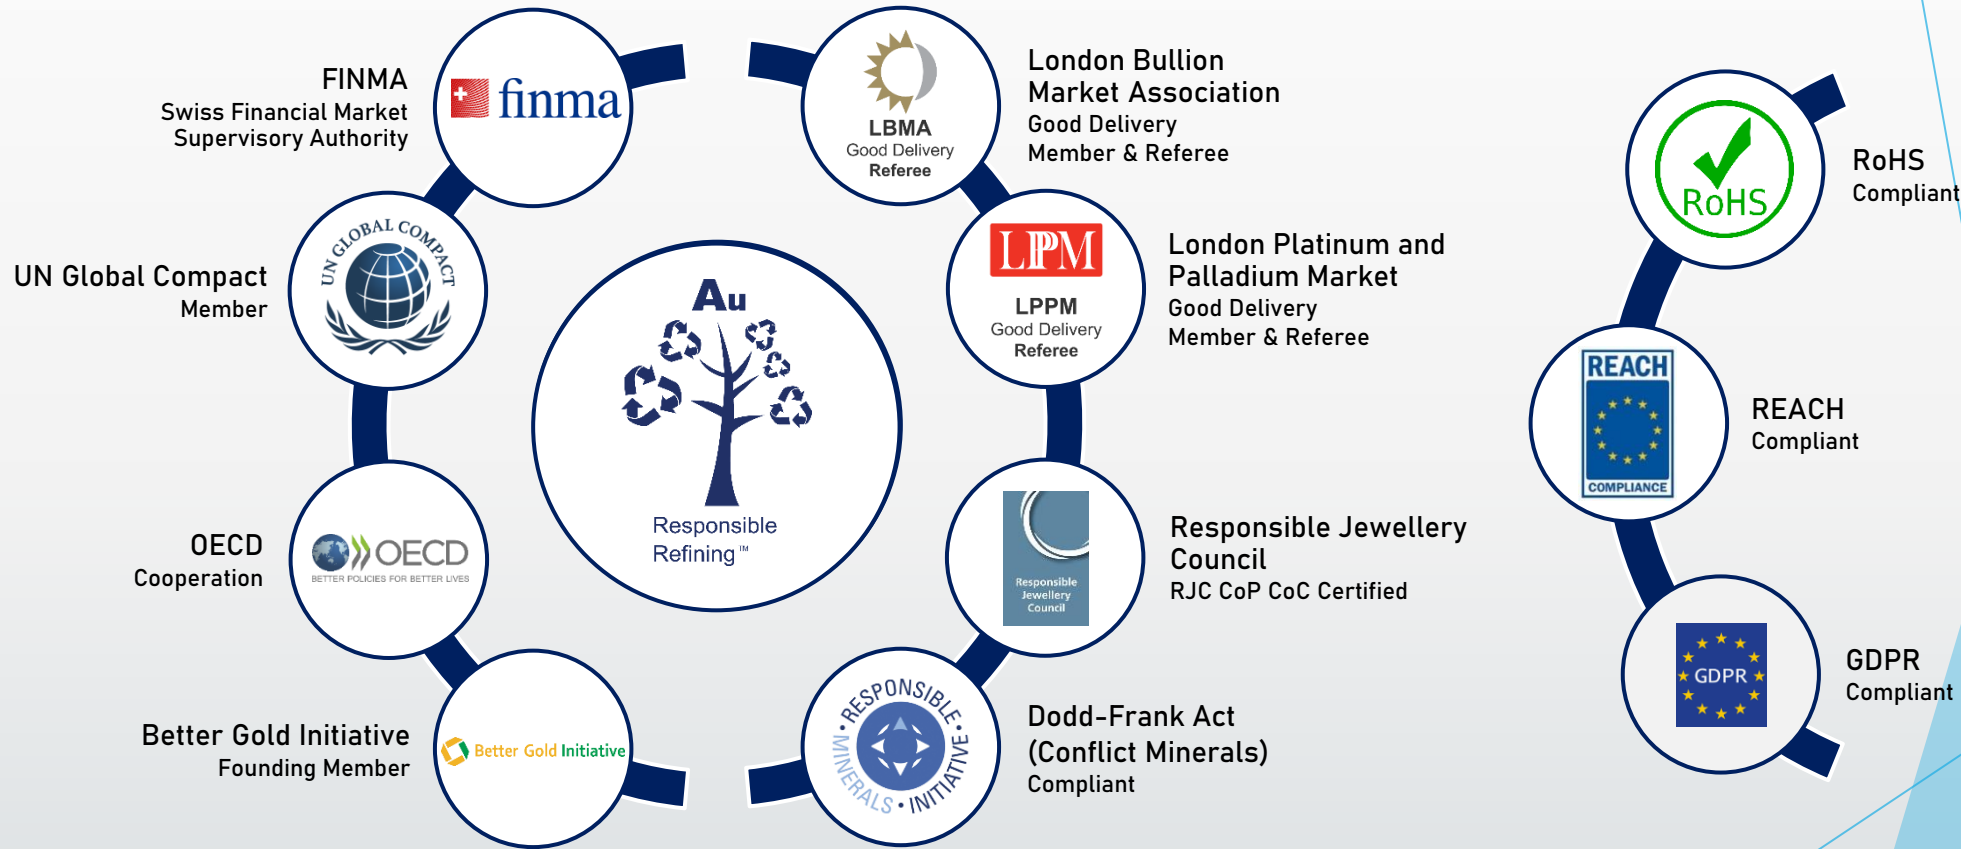 FINMA
Swiss Financial Market
Supervisory Authority
finma
UN Global Compact
Member
UN GLOBAL COMPACT
OECD
Cooperation
OECD
BETTER POLICIES FOR BETTER LIVES
Better Gold Initiative
Founding Member
Better Gold Initiative
Au
Responsible
Refining™
LBMA
Good Delivery
Referee
London Bullion
Market Association
Good Delivery
Member & Referee
LPPM
LPPM
Good Delivery
Referee
London Platinum and
Palladium Market
Good Delivery
Member & Referee
Responsible
Jewellery
Council
Responsible Jewellery
Council
RJC CoP CoC Certified
RESPONSIBLE • MINERALS • INITIATIVE •
Dodd-Frank Act
(Conflict Minerals)
Compliant
RoHS
RoHS
Compliant
REACH
COMPLIANCE
REACH
Compliant
GDPR
GDPR
Compliant